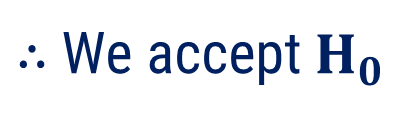 ∴ We accept H₀